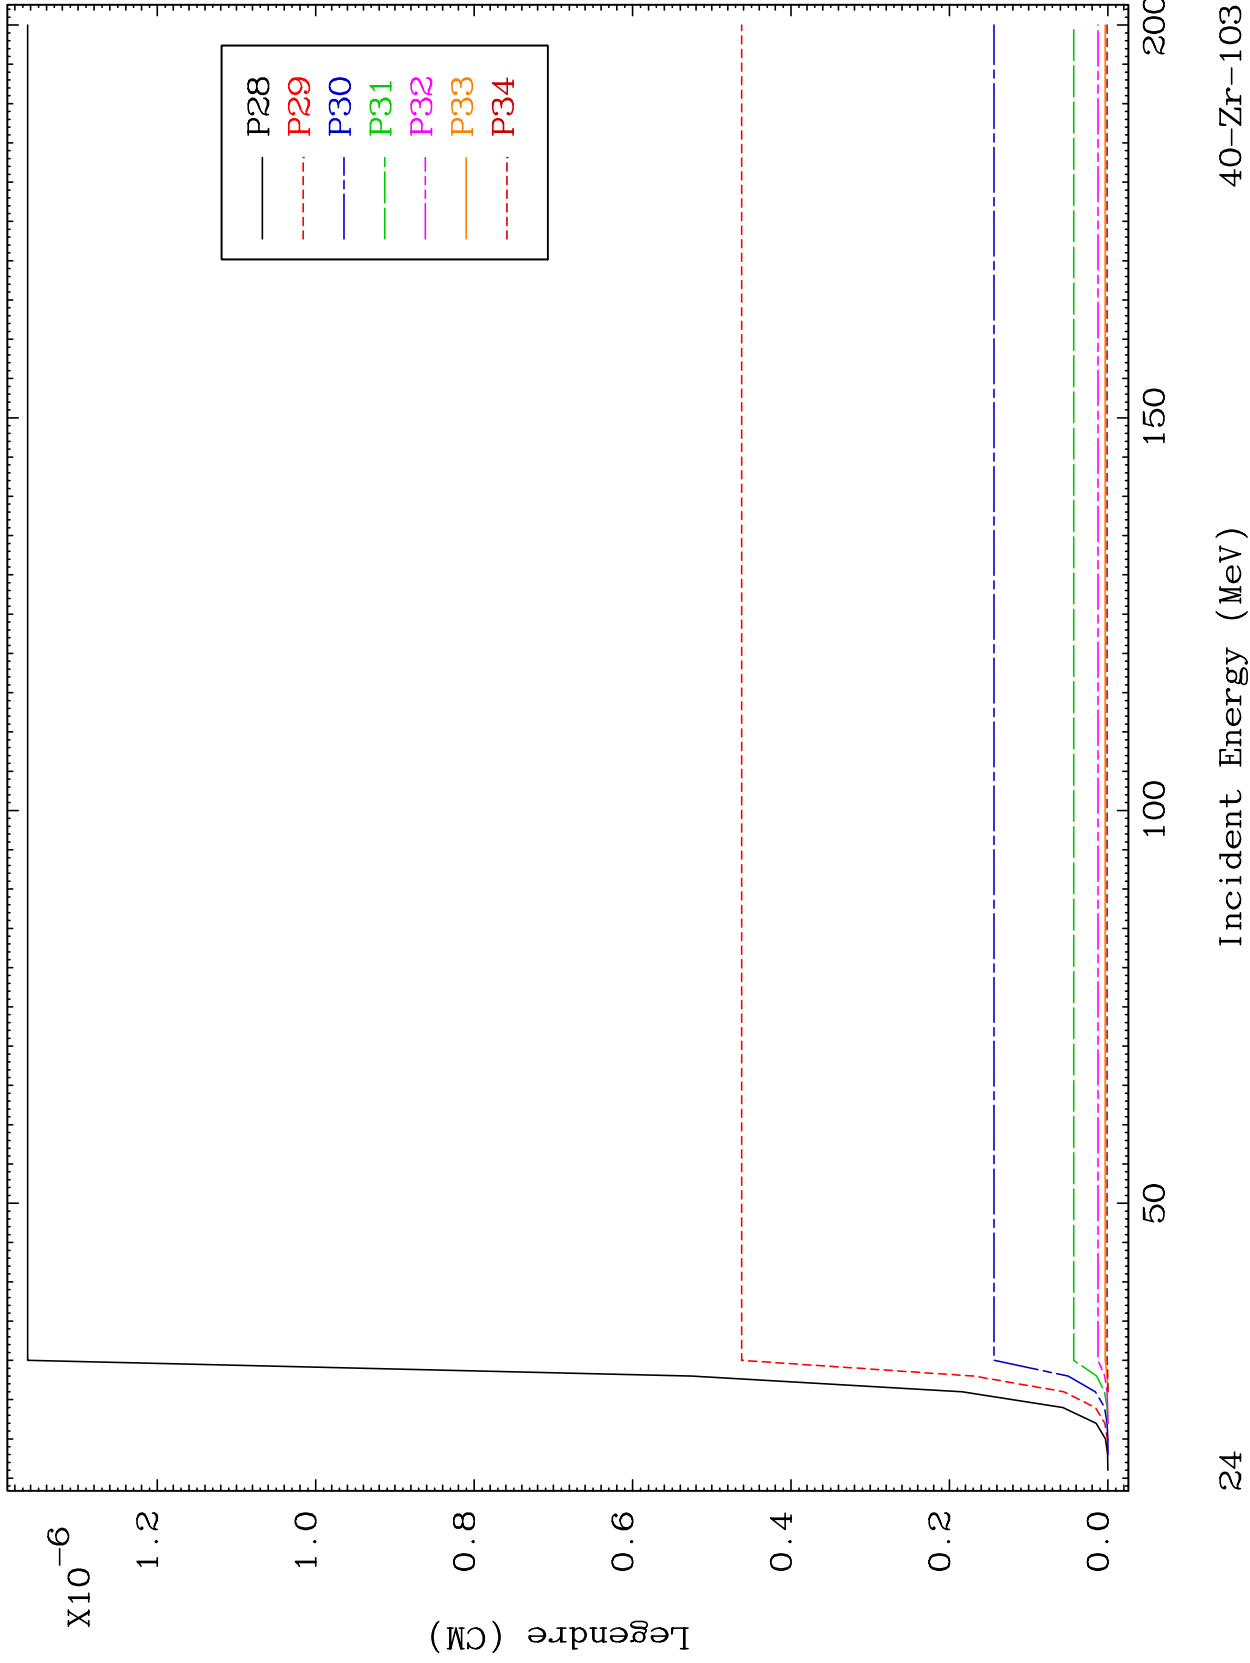 X10⁻⁶
1.2
1.0
0.8
0.6
0.4
0.2
0.0
Legendre (CM)
P28
P29
P30
P31
P32
P33
P34
50
100
150
200
Incident Energy (MeV)
24
40-Zr-103